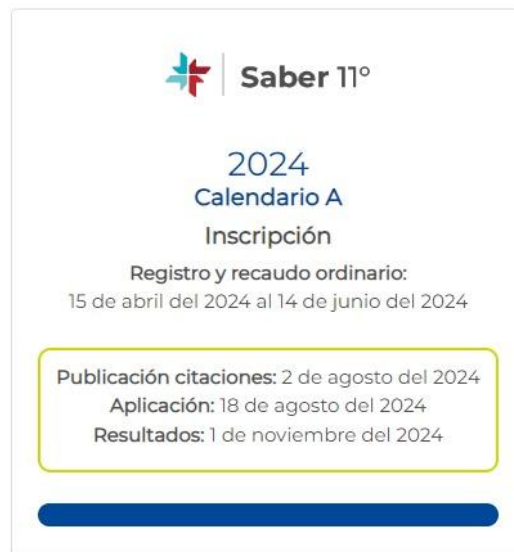 Saber 11°
2024
Calendario A
Inscripción
Registro y recaudo ordinario:
15 de abril del 2024 al 14 de junio del 2024
Publicación citaciones: 2 de agosto del 2024
Aplicación: 18 de agosto del 2024
Resultados: 1 de noviembre del 2024